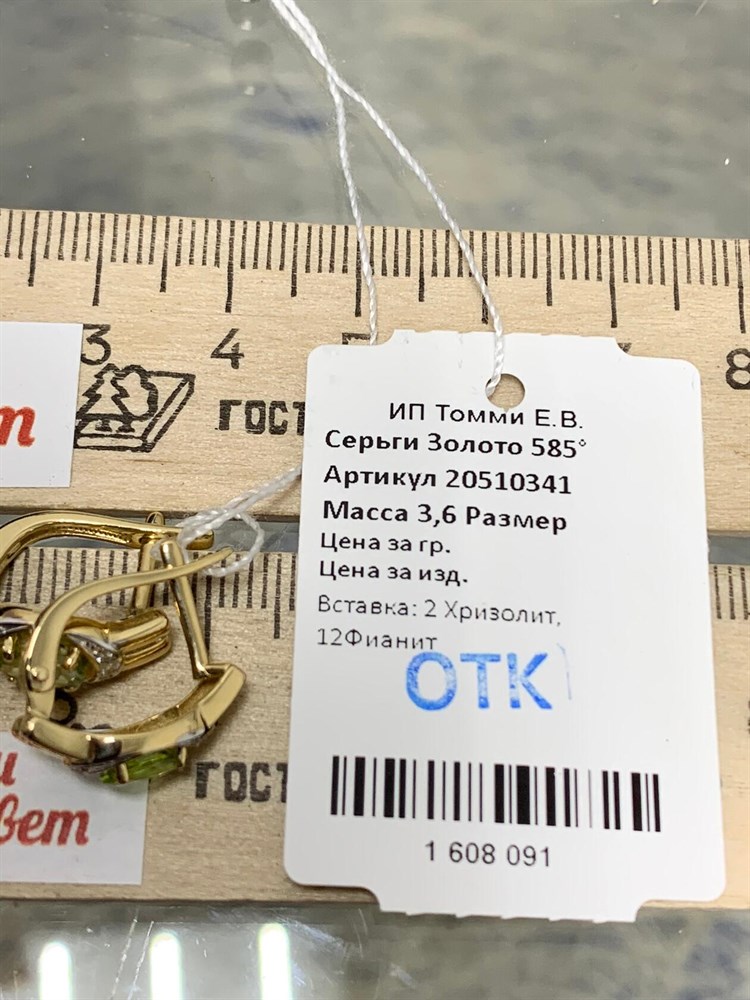 3
4
8
т
ГОСТ
ИП Томми Е.В.
Серьги Золото 585°
Артикул 20510341
Масса 3,6 Размер
Цена за гр.
Цена за изд.
Вставка: 2 Хризолит,
12Фианит
ОТК
и
вет
ГОСТ
1 608 091